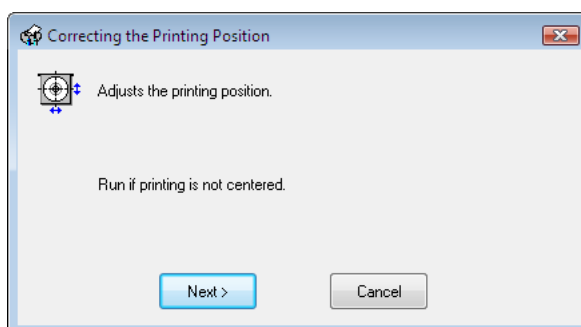 Correcting the Printing Position
Adjusts the printing position.
Run if printing is not centered.
Next >
Cancel